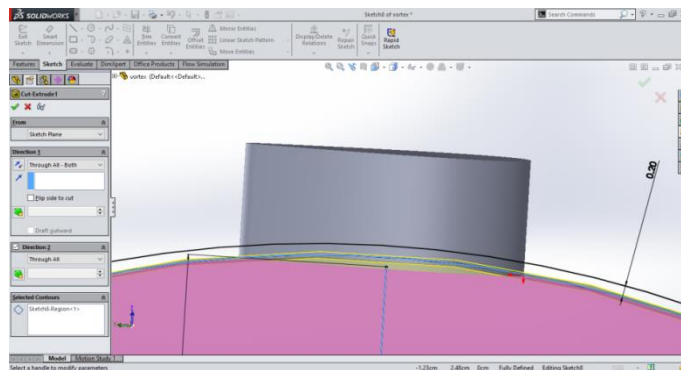 SOLIDWORKS
Sketch8 of vortex *
Search Commands
Exit Sketch
Smart Dimension
Trim Entities
Convert Entities
Offset Entities
Mirror Entities
Linear Sketch Pattern
Move Entities
Display/Delete Relations
Repair Sketch
Quick Snaps
Rapid Sketch
Features Sketch Evaluate DimXpert Office Products Flow Simulation
vortex (Default<<Default>...
Cut-Extrude1
From
Sketch Plane
Direction 1
Through All - Both
Flip side to cut
Draft outward
Direction 2
Through All
Selected Contours
Sketch8-Region<1>
0.20
Model Motion Study 1
Select a handle to modify parameters
-1.23cm 2.48cm 0cm Fully Defined Editing Sketch8